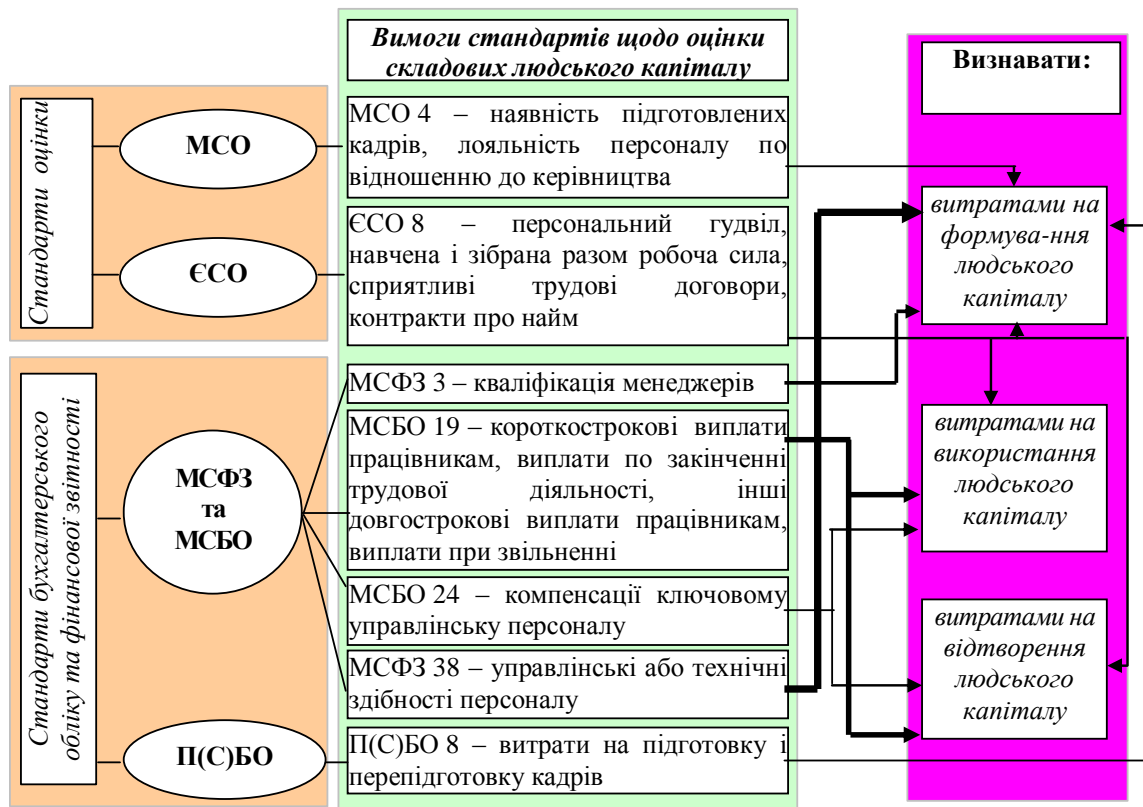 Вимоги стандартів щодо оцінки
складових людського капіталу
Визнавати:
Стандарти оцінки
МСО
ЄСО
МСО 4 – наявність підготовлених
кадрів, лояльність персоналу по
відношенню до керівництва
ЄСО 8 – персональний гудвіл,
навчена і зібрана разом робоча сила,
сприятливі трудові договори,
контракти про найм
Стандарти бухгалтерського
обліку та фінансової звітності
МСФЗ
та
МСБО
П(С)БО
МСФЗ 3 – кваліфікація менеджерів
МСБО 19 – короткострокові виплати
працівникам, виплати по закінченні
трудової діяльності, інші
довгострокові виплати працівникам,
виплати при звільненні
МСБО 24 – компенсації ключовому
управлінську персоналу
МСФЗ 38 – управлінські або технічні
здібності персоналу
П(С)БО 8 – витрати на підготовку і
перепідготовку кадрів
витратами на
формува-ння
людського
капіталу
витратами на
використання
людського
капіталу
витратами на
відтворення
людського
капіталу